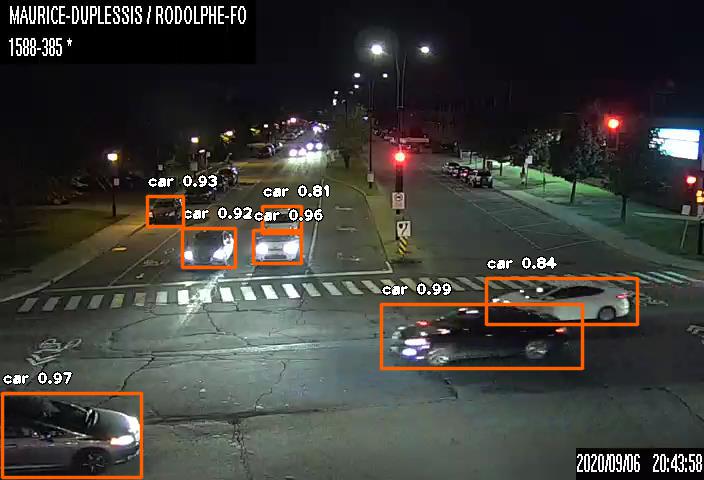 MAURICE-DUPLESSIS / RODOLPHE-FO
1588-385 *
car 0.93
car 0.81
car 0.92
car 0.96
car 0.84
car 0.99
car 0.97
2020/09/06 20:43:58